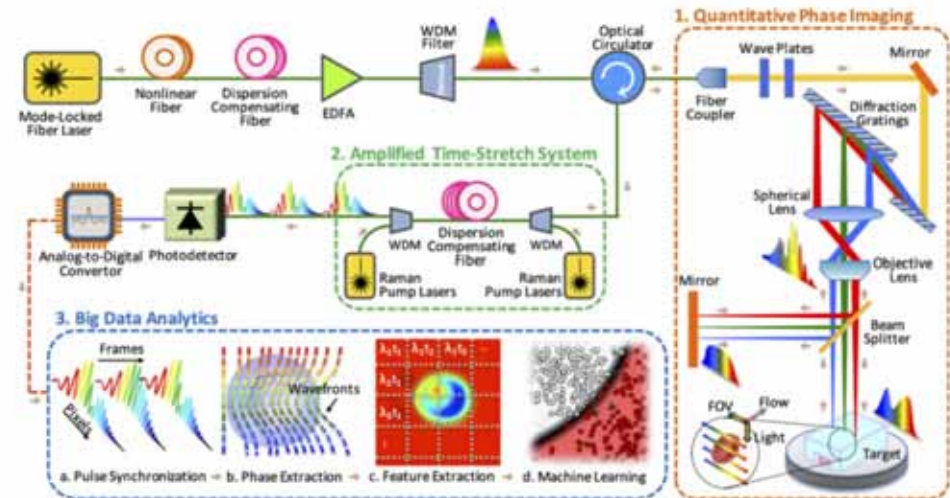 1. Quantitative Phase Imaging
WDM
Filter
Optical
Circulator
Wave Plates
Mirror
Nonlinear
Fiber
Dispersion
Compensating
Fiber
EDFA
Mode-Locked
Fiber Laser
Fiber
Coupler
Diffraction
Gratings
2. Amplified Time-Stretch System
Spherical
Lens
WDM
Dispersion
Compensating
Fiber
WDM
Analog-to-Digital
Convertor
Photodetector
Raman
Pump Lasers
Raman
Pump Lasers
Objective
Lens
Mirror
Beam
Splitter
3. Big Data Analytics
Frames
Pixels
Wavefronts
FOV
Flow
Light
Target
a. Pulse Synchronization
b. Phase Extraction
c. Feature Extraction
d. Machine Learning